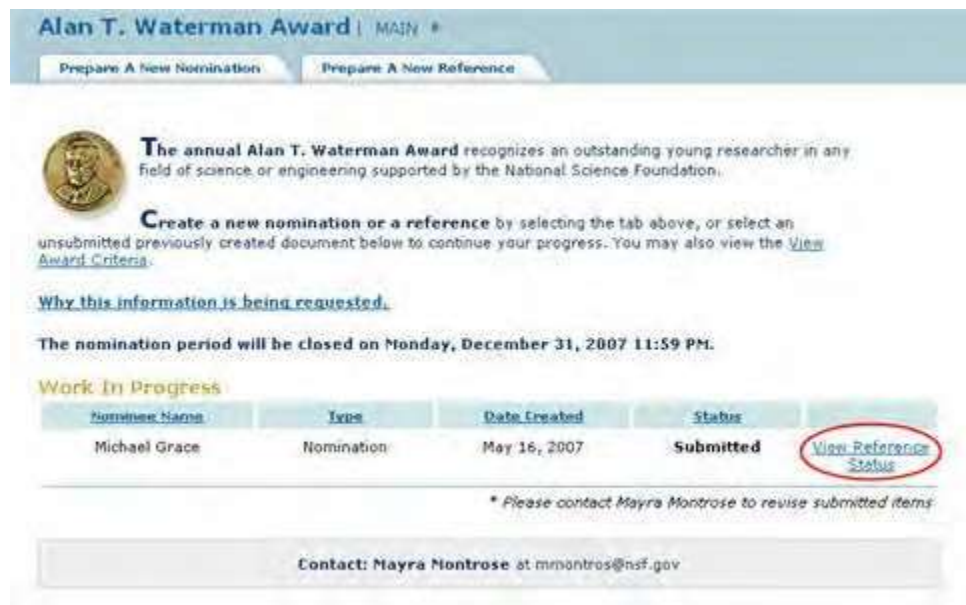 Alan T. Waterman Award | MAIN
Prepare A New Nomination Prepare A New Reference
The annual Alan T. Waterman Award recognizes an outstanding young researcher in any
field of science or engineering supported by the National Science Foundation.
Create a new nomination or a reference by selecting the tab above, or select an
unsubmitted previously created document below to continue your progress. You may also view the View
Award Criteria.
Why this information is being requested.
The nomination period will be closed on Monday, December 31, 2007 11:59 PM.
Work In Progress
Nominee Name Type Date Created Status
Michael Grace Nomination May 16, 2007 Submitted View Reference
Status
* Please contact Mayra Montrose to revise submitted items
Contact: Mayra Montrose at mmontros@nsf.gov